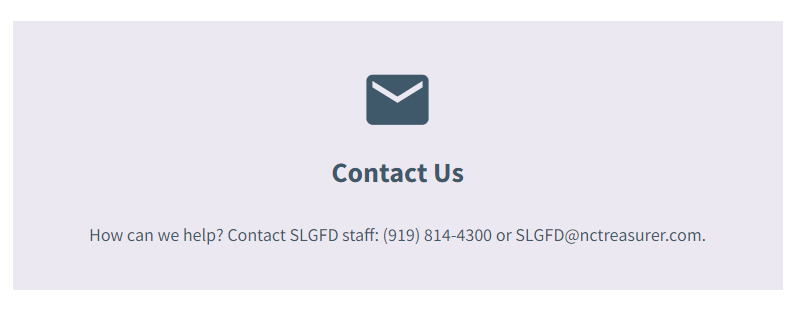 Contact Us
How can we help? Contact SLGFD staff: (919) 814-4300 or SLGFD@nctreasurer.com.